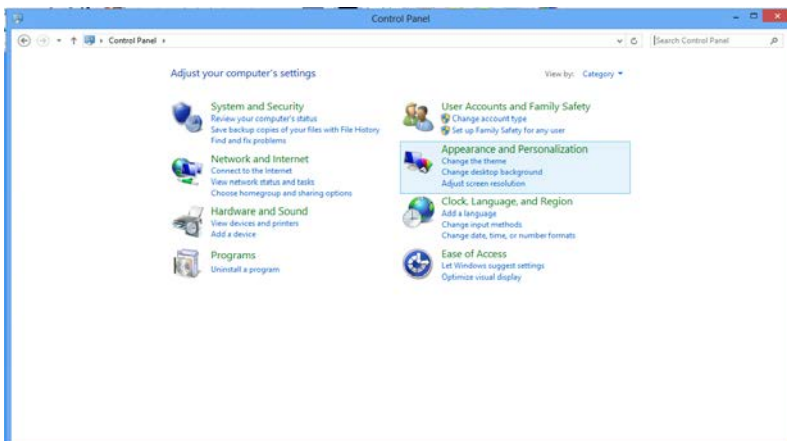 Control Panel
Control Panel
Search Control Panel
Adjust your computer's settings
View by: Category
System and Security
Review your computer's status
Save backup copies of your files with File History
Find and fix problems
Network and Internet
Connect to the Internet
View network status and tasks
Choose homegroup and sharing options
Hardware and Sound
View devices and printers
Add a device
Programs
Uninstall a program
User Accounts and Family Safety
Change account type
Set up Family Safety for any user
Appearance and Personalization
Change the theme
Change desktop background
Adjust screen resolution
Clock, Language, and Region
Add a language
Change input methods
Change date, time, or number formats
Ease of Access
Let Windows suggest settings
Optimize visual display